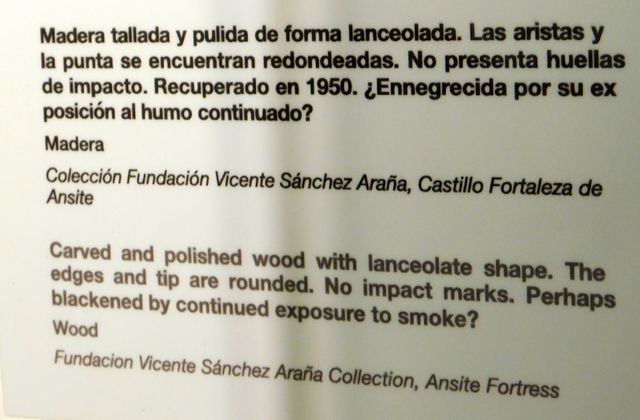 Madera tallada y pulida de forma lanceolada. Las aristas y
la punta se encuentran redondeadas. No presenta huellas
de impacto. Recuperado en 1950. ¿Ennegrecida por su ex
posición al humo continuado?
Madera
Colección Fundación Vicente Sánchez Araña, Castillo Fortaleza de
Ansite
Carved and polished wood with lanceolate shape. The
edges and tip are rounded. No impact marks. Perhaps
blackened by continued exposure to smoke?
Wood
Fundacion Vicente Sánchez Araña Collection, Ansite Fortress